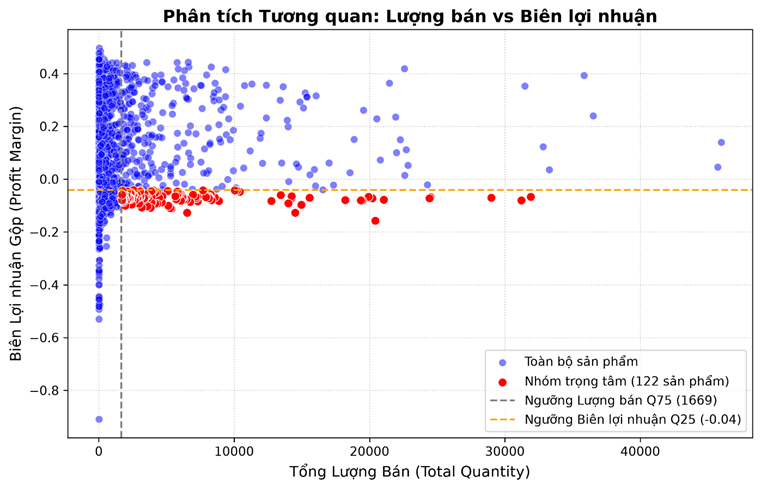 Phân tích Tương quan: Lượng bán vs Biên lợi nhuận
Biên Lợi nhuận Gộp (Profit Margin)
0.4
0.2
0.0
−0.2
−0.4
−0.6
−0.8
Toàn bộ sản phẩm
Nhóm trọng tâm (122 sản phẩm)
Ngưỡng Lượng bán Q75 (1669)
Ngưỡng Biên lợi nhuận Q25 (-0.04)
0
10000
20000
30000
40000
Tổng Lượng Bán (Total Quantity)